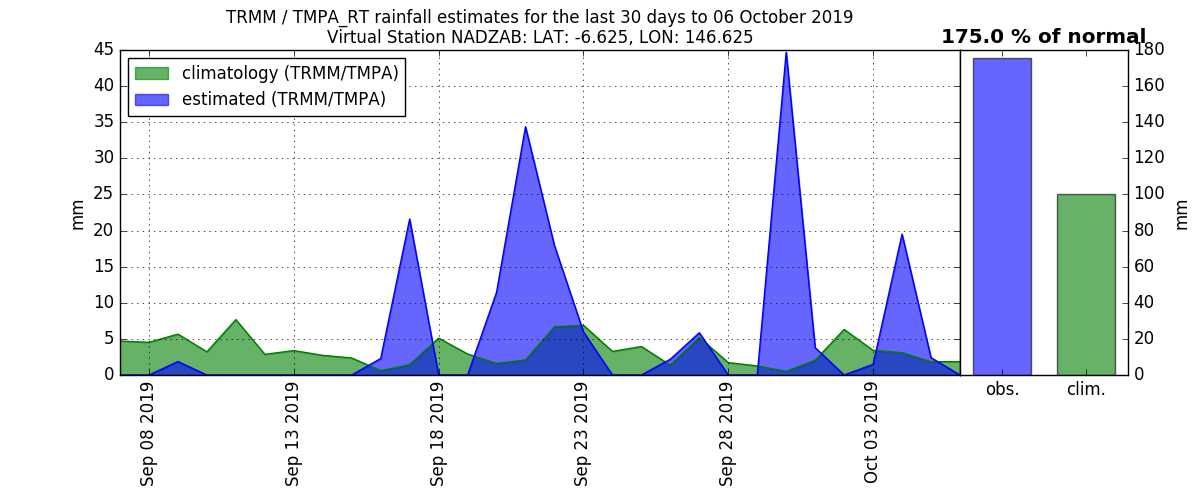 TRMM / TMPA_RT rainfall estimates for the last 30 days to 06 October 2019
Virtual Station NADZAB: LAT: -6.625, LON: 146.625
175.0 % of normal
climatology (TRMM/TMPA)
estimated (TRMM/TMPA)
mm
45
40
35
30
25
20
15
10
5
0
Sep 08 2019
Sep 13 2019
Sep 18 2019
Sep 23 2019
Sep 28 2019
Oct 03 2019
180
160
140
120
100
80
60
40
20
0
mm
obs.
clim.